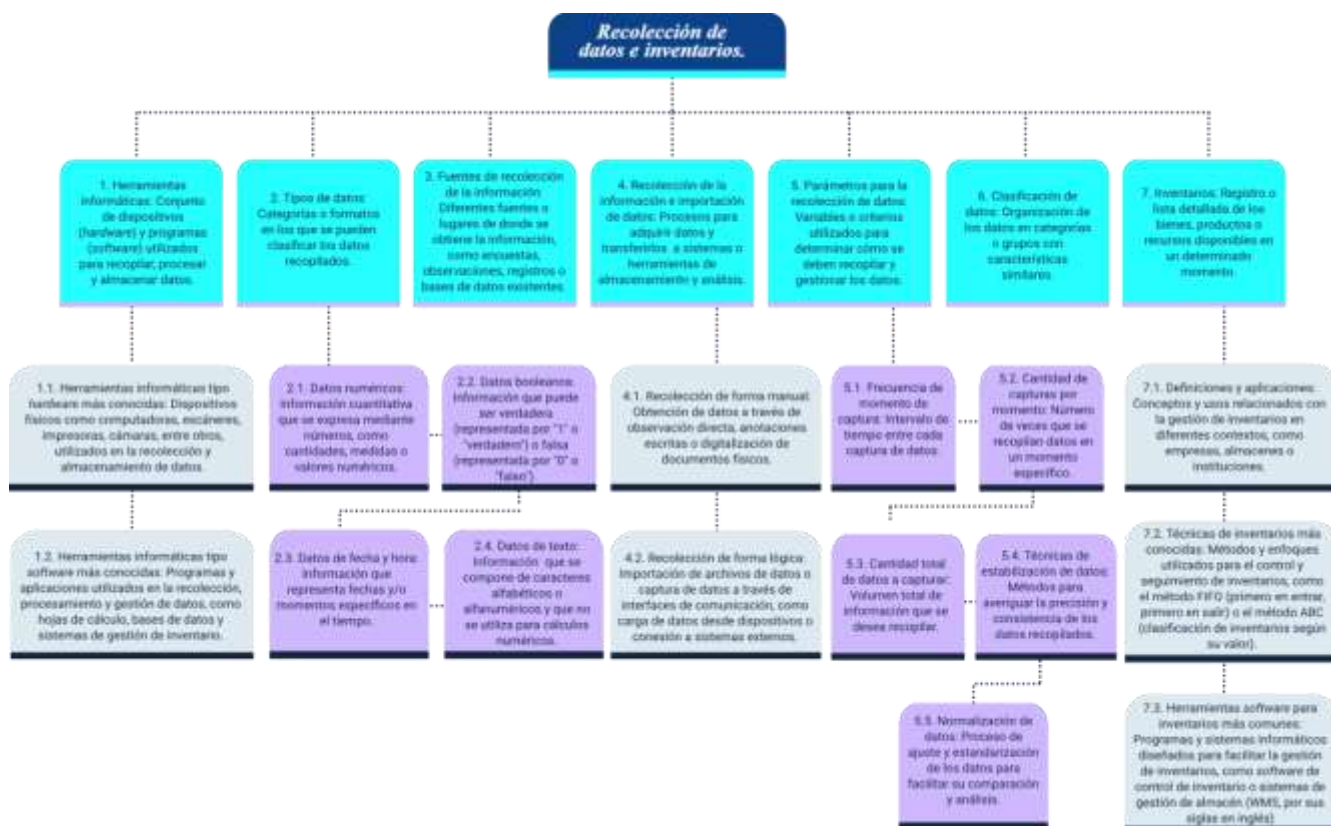 Recolección de
datos e inventarios.
1. Herramientas
informáticas: Conjunto
de dispositivos
(hardware) y programas
(software) utilizados
para recopilar, procesar
y almacenar datos.
2. Tipos de datos:
Categorías o formatos
en los que se pueden
clasificar los datos
recopilados.
3. Fuentes de recolección
de la información
Diferentes fuentes o
lugares de donde se
obtiene la información,
como encuestas,
observaciones, registros o
bases de datos existentes.
4. Recolección de la
información e importación
de datos: Procesos para
adquirir datos y
transferirlos a sistemas o
herramientas de
almacenamiento y análisis.
5. Parámetros para la
recolección de datos:
Variables o criterios
utilizados para
determinar cómo se
deben recopilar y
gestionar los datos.
6. Clasificación de
datos: Organización de
los datos en categorías
o grupos con
características
similares.
7. Inventarios: Registro o
lista detallada de los
bienes, productos o
recursos disponibles en
un determinado
momento.
1.1. Herramientas informáticas tipo
hardware más conocidas: Dispositivos
físicos como computadoras, escáneres,
impresoras, cámaras, entre otros,
utilizados en la recolección y
almacenamiento de datos.
2.1. Datos numéricos:
Información cuantitativa
que se expresa mediante
números, como
cantidades, medidas o
valores numéricos.
2.2. Datos booleanos:
Información que puede
ser verdadera
(representada por "1" o
"verdadero") o falsa
(representada por "0" o
"falso").
4.1. Recolección de forma manual:
Obtención de datos a través de
observación directa, anotaciones
escritas o digitalización de
documentos físicos.
5.1. Frecuencia de
momento de
captura: Intervalo de
tiempo entre cada
captura de datos.
5.2. Cantidad de
capturas por
momento: Número
de veces que se
recopilan datos en
un momento
específico.
7.1. Definiciones y aplicaciones:
Conceptos y usos relacionados con
la gestión de inventarios en
diferentes contextos, como
empresas, almacenes o
instituciones.
1.2. Herramientas informáticas tipo
software más conocidas: Programas y
aplicaciones utilizados en la recolección,
procesamiento y gestión de datos, como
hojas de cálculo, bases de datos y
sistemas de gestión de inventario.
2.3. Datos de fecha y hora:
Información que
representa fechas y/o
momentos específicos en
el tiempo.
2.4. Datos de texto:
Información que se
compone de caracteres
alfabéticos o
alfanuméricos y que no
se utiliza para cálculos
numéricos.
4.2. Recolección de forma lógica:
Importación de archivos de datos o
captura de datos a través de
interfaces de comunicación, como
carga de datos desde dispositivos o
conexión a sistemas externos.
5.3. Cantidad total
de datos a capturar:
Volumen total de
información que se
desea recopilar.
5.4. Técnicas de
estabilización de datos:
Métodos para
averiguar la precisión y
consistencia de los
datos recopilados.
7.2. Técnicas de inventarios más
conocidas: Métodos y enfoques
utilizados para el control y
seguimiento de inventarios, como
el método FIFO (primero en entrar,
primero en salir) o el método ABC
(clasificación de inventarios según
su valor).
5.5. Normalización de
datos: Proceso de
ajuste y estandarización
de los datos para
facilitar su comparación
y análisis.
7.3. Herramientas software para
inventarios más comunes:
Programas y sistemas informáticos
diseñados para facilitar la gestión
de inventarios, como software de
control de inventario o sistemas de
gestión de almacén (WMS, por sus
siglas en inglés)